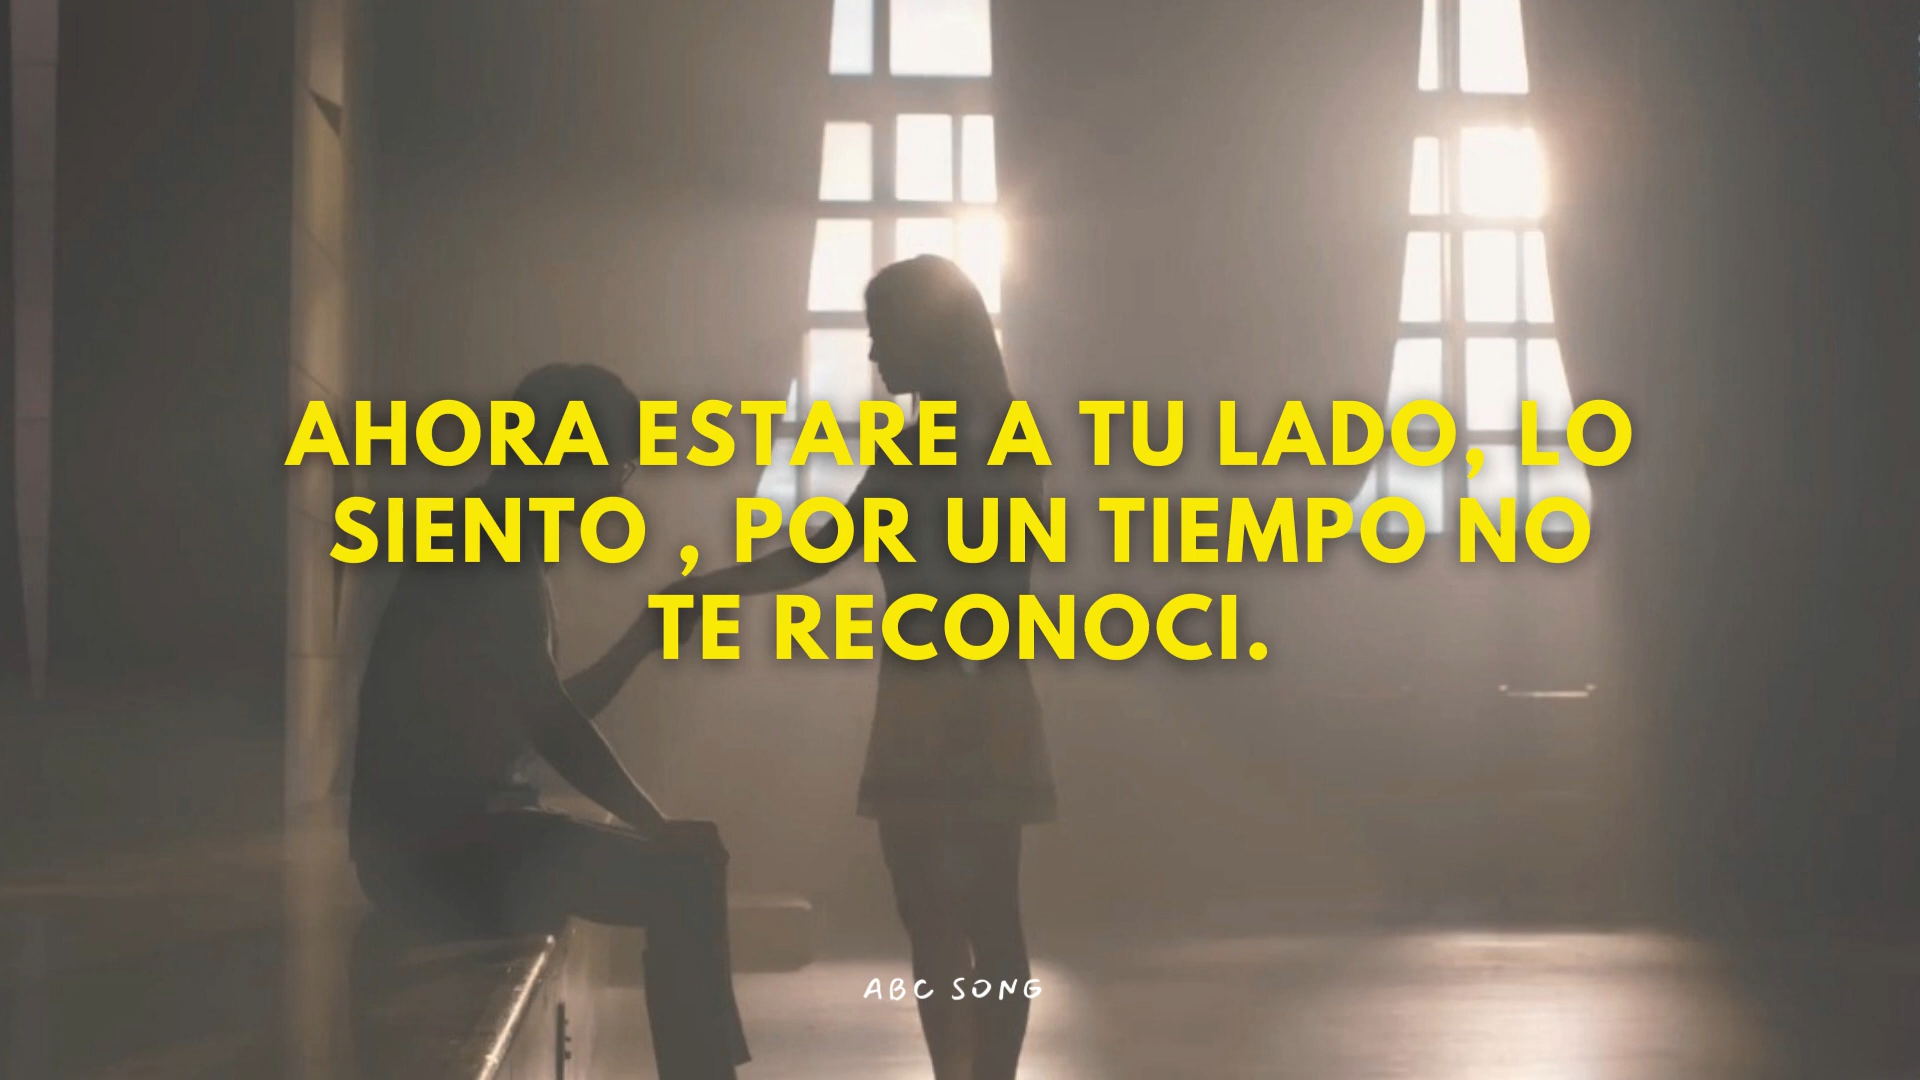 AHORA ESTARE A TU LADO, LO
SIENTO , POR UN TIEMPO NO
TE RECONOCI.
ABC SONG